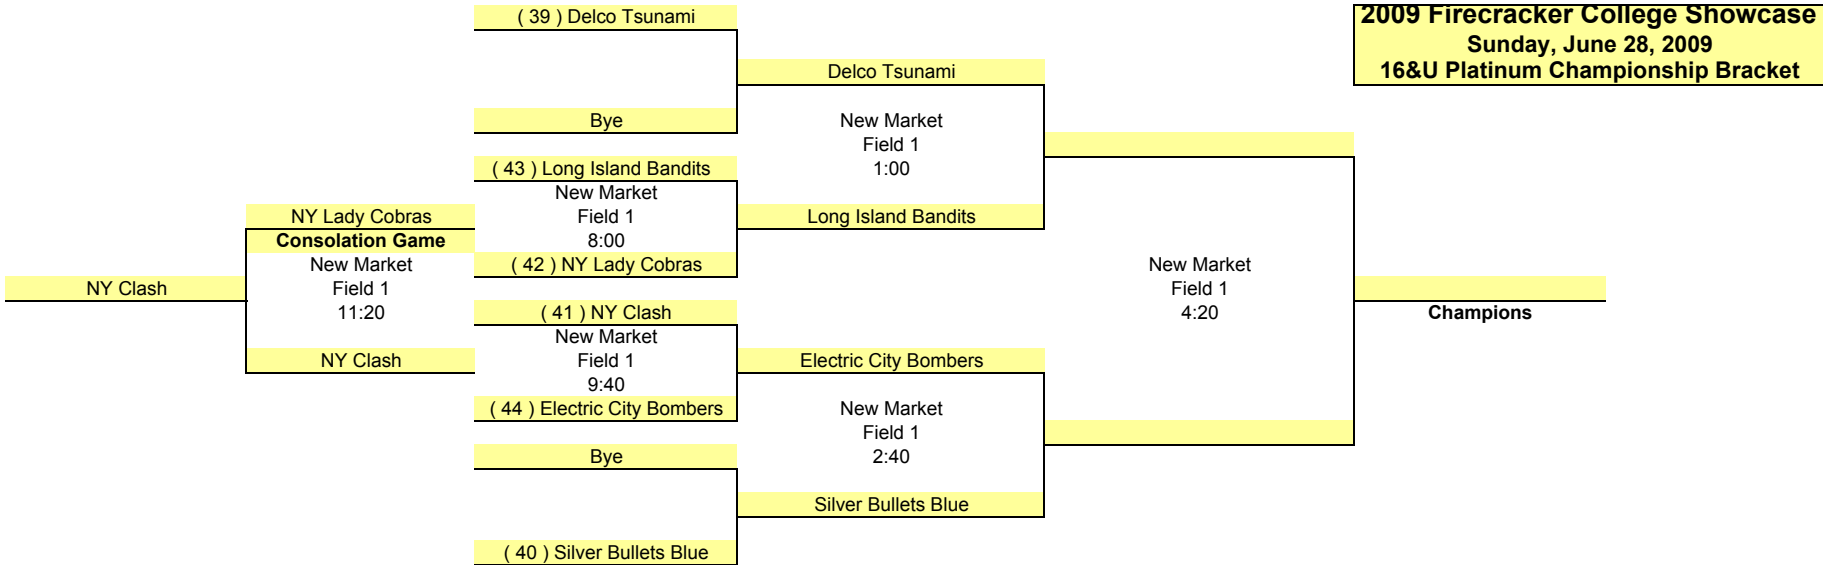 ( 39 ) Delco Tsunami
2009 Firecracker College Showcase
Sunday, June 28, 2009
16&U Platinum Championship Bracket
Delco Tsunami
Bye
New Market
Field 1
1:00
( 43 ) Long Island Bandits
New Market
Field 1
8:00
NY Lady Cobras
Long Island Bandits
Consolation Game
New Market
Field 1
11:20
( 42 ) NY Lady Cobras
New Market
Field 1
4:20
NY Clash
( 41 ) NY Clash
Champions
New Market
Field 1
9:40
NY Clash
Electric City Bombers
( 44 ) Electric City Bombers
New Market
Field 1
2:40
Bye
Silver Bullets Blue
( 40 ) Silver Bullets Blue